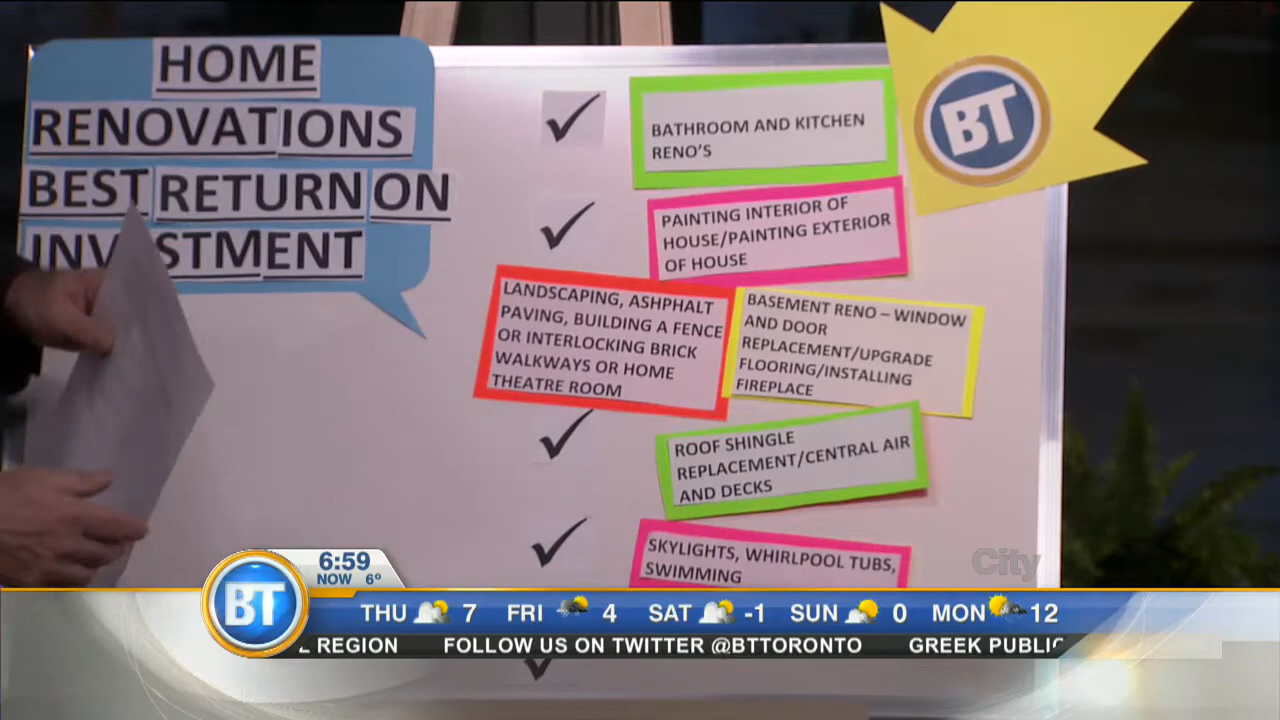 HOME
RENOVATIONS
BEST RETURN ON
INVESTMENT
BATHROOM AND KITCHEN
RENO'S
BT
PAINTING INTERIOR OF
HOUSE/PAINTING EXTERIOR
OF HOUSE
LANDSCAPING, ASHPHALT
PAVING, BUILDING A FENCE
OR INTERLOCKING BRICK
WALKWAYS OR HOME
THEATRE ROOM
BASEMENT RENO – WINDOW
AND DOOR
REPLACEMENT/UPGRADE
FLOORING/INSTALLING
FIREPLACE
ROOF SHINGLE
REPLACEMENT/CENTRAL AIR
AND DECKS
SKYLIGHTS, WHIRLPOOL TUBS,
SWIMMING
City
6:59
NOW 6°
BT
THU 7 FRI 4 SAT -1 SUN 0 MON 12
REGION FOLLOW US ON TWITTER @BTTORONTO GREEK PUBLIC